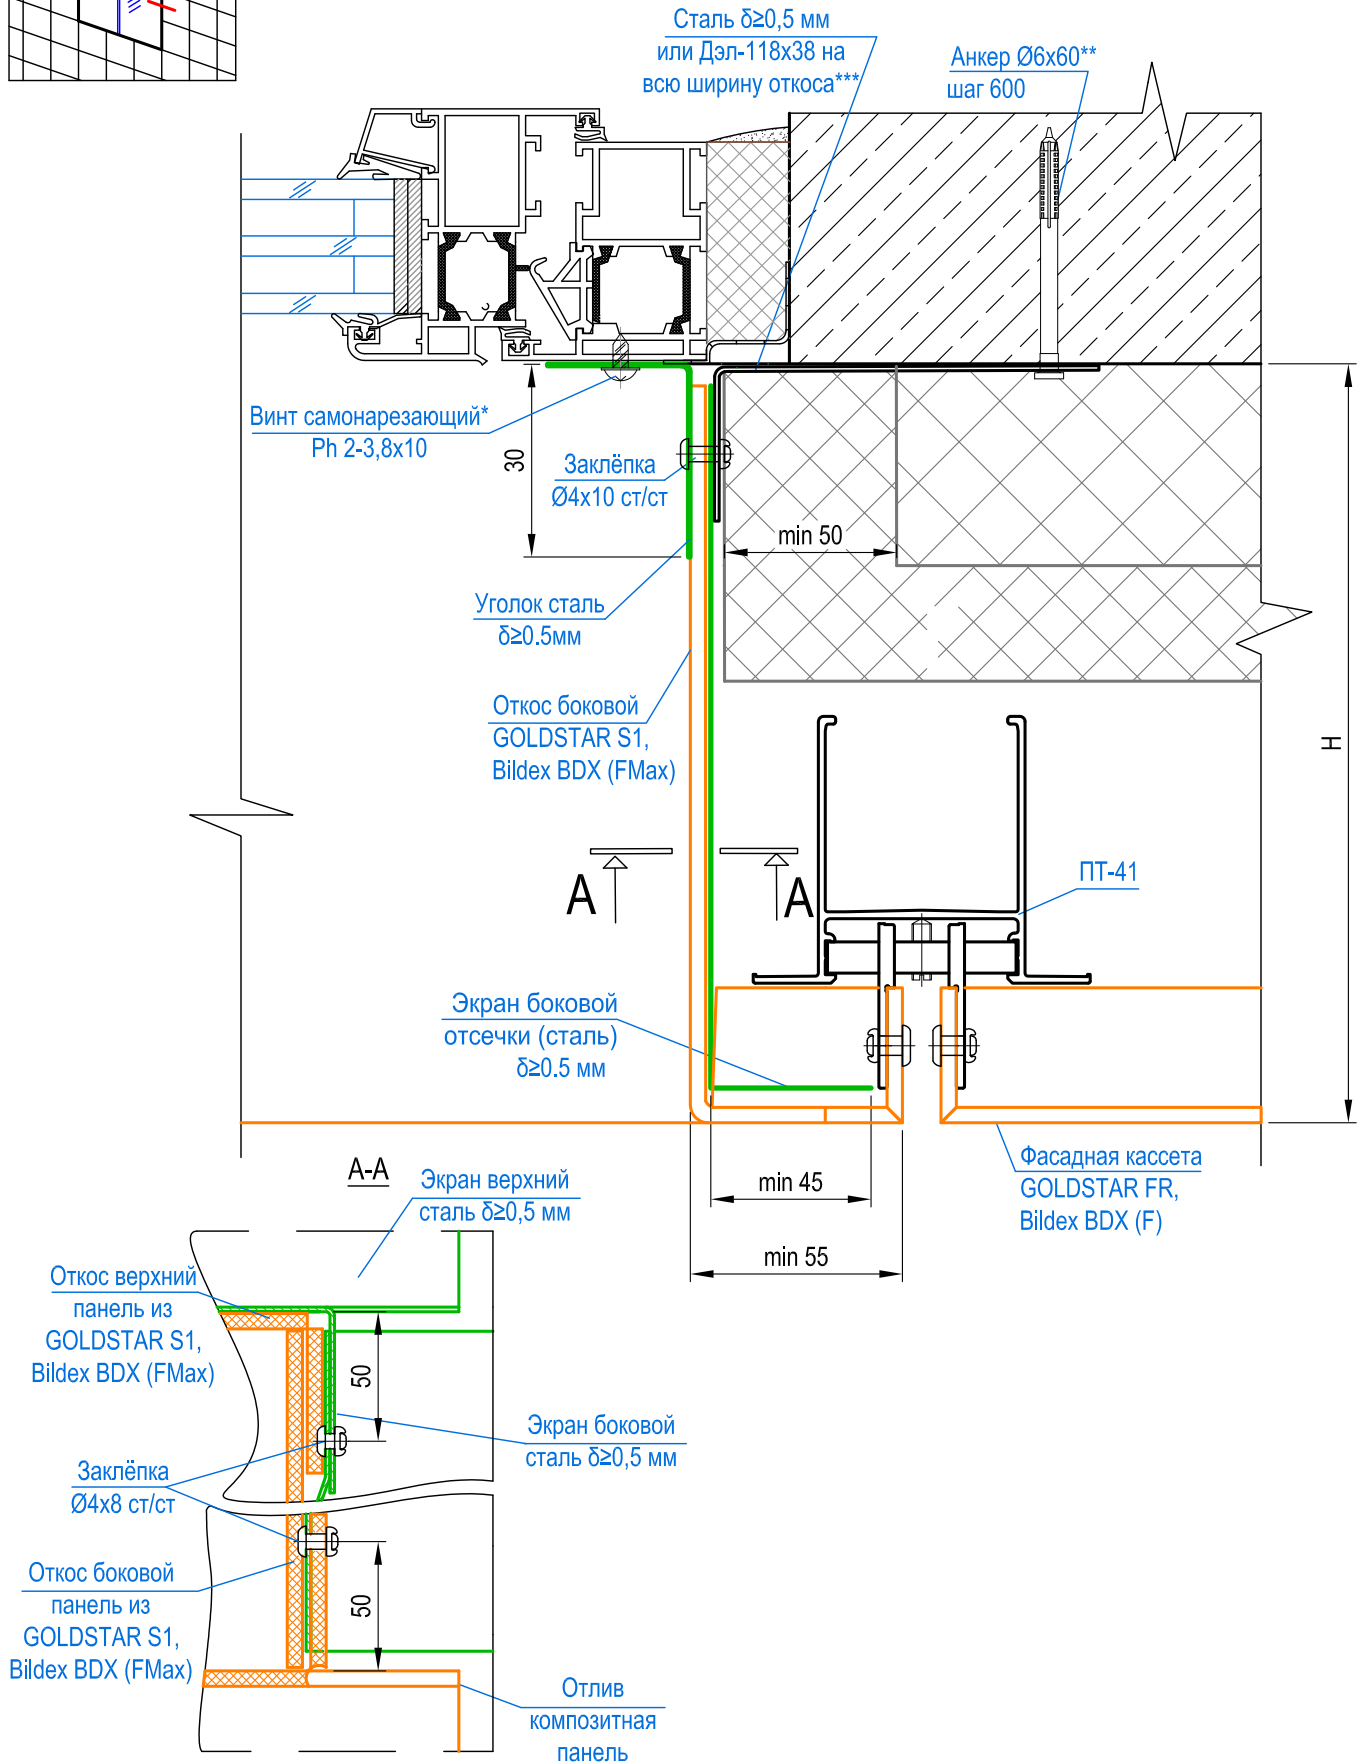 Сталь δ≥0,5 мм
или Дэл-118х38 на
всю ширину откоса***
Анкер Ø6х60**
шаг 600
Винт самонарезающий*
Ph 2-3,8х10
30
Заклёпка
Ø4х10 ст/ст
min 50
Уголок сталь
δ≥0.5мм
Откос боковой
GOLDSTAR S1,
Bildex BDX (FMax)
H
А
А
ПТ-41
Экран боковой
отсечки (сталь)
δ≥0.5 мм
min 45
min 55
Фасадная кассета
GOLDSTAR FR,
Bildex BDX (F)
А-А
Экран верхний
сталь δ≥0,5 мм
Откос верхний
панель из
GOLDSTAR S1,
Bildex BDX (FMax)
50
Экран боковой
сталь δ≥0,5 мм
Заклёпка
Ø4х8 ст/ст
Откос боковой
панель из
GOLDSTAR S1,
Bildex BDX (FMax)
50
Отлив
композитная
панель